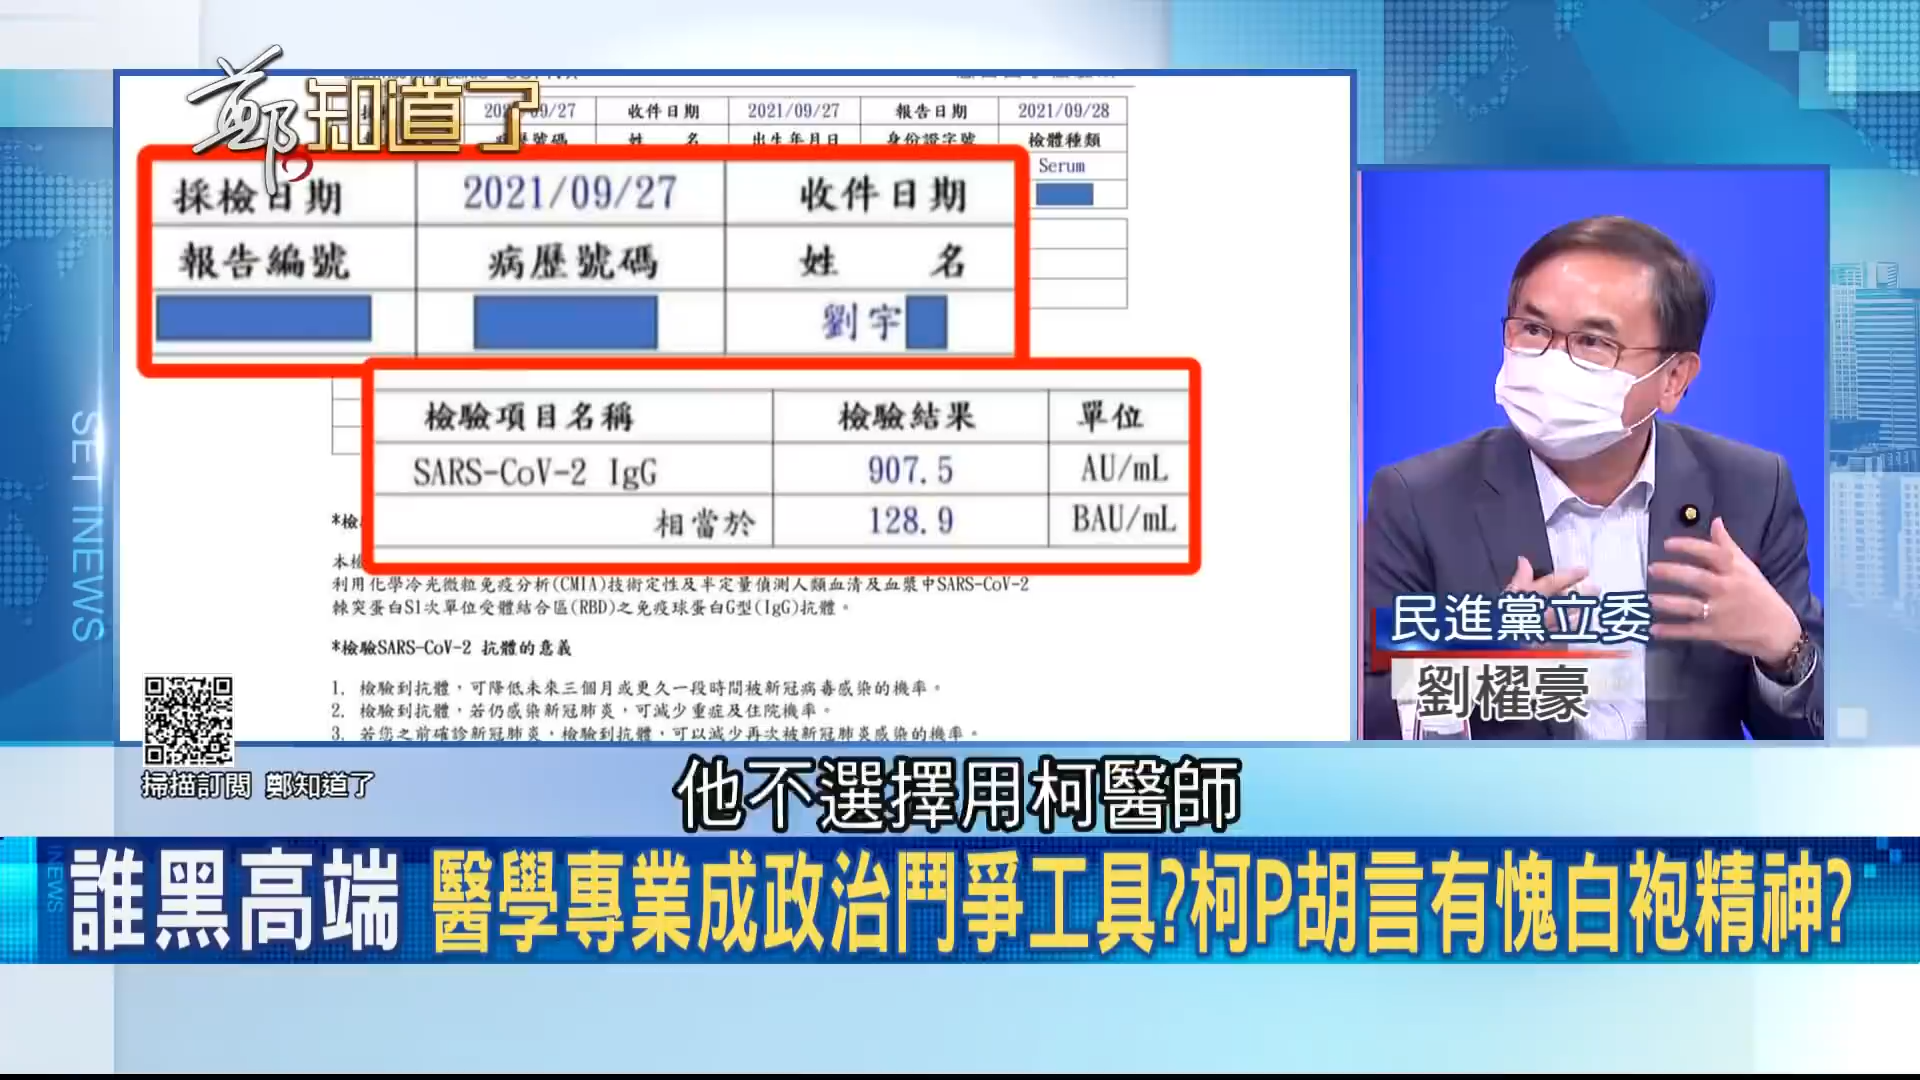 鄭知道了
收件日期 2021/09/27 報告日期 2021/09/28
檢體種類
Serum
採檢日期 2021/09/27 收件日期
報告編號 病歷號碼 姓 名
劉宇
檢驗項目名稱 檢驗結果 單位
SARS-CoV-2 IgG 907.5 AU/mL
相當於 128.9 BAU/mL
利用化學冷光微粒免疫分析(CMIA)技術定性及半定量偵測人類血清及血漿中SARS-CoV-2
棘突蛋白S1次單位受體結合區(RBD)之免疫球蛋白G型(IgG)抗體。
*檢驗SARS-CoV-2 抗體的意義
1. 檢驗到抗體,可降低未來三個月或更久一段時間被新冠病毒感染的機率。
2. 檢驗到抗體,若仍感染新冠肺炎,可減少重症及住院機率。
3. 若您之前確診新冠肺炎,檢驗到抗體,可以減少再次被新冠肺炎感染的機率。
SET iNEWS
民進黨立委
劉櫂豪
掃描訂閱 鄭知道了
他不選擇用柯醫師
誰黑高端 醫學專業成政治鬥爭工具?柯P胡言有愧白袍精神?